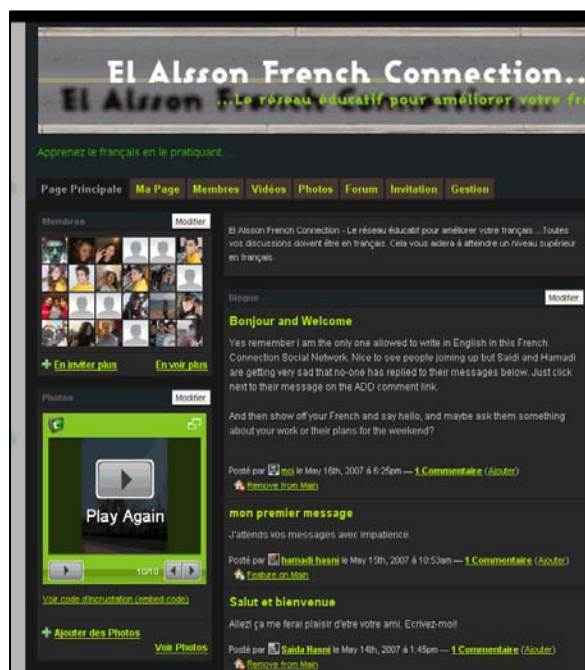 El Alsson French Connection...
...Le réseau éducatif pour améliorer votre fra
Apprenez le français en le pratiquant...
Page Principale Ma Page Membres Vidéos Photos Forum Invitation Gestion
Membres Modifier
En inviter plus En voir plus
Photos Modifier
Play Again
10/10
Voir code d'incrustation (embed code)
Ajouter des Photos
Voir Photos
El Alsson French Connection - Le réseau éducatif pour améliorer votre français ...Toutes
vos discussions doivent être en français. Cela vous aidera á atteindre un niveau supérieur
en français.
Blogue Modifier
Bonjour and Welcome
Yes remember i am the only one allowed to write in English in this French
Connection Social Network. Nice to see people joining up but Saidi and Hamadi
are getting very sad that no-one has replied to their messages below. Just click
next to their message on the ADD comment link.
And then show off your French and say hello, and maybe ask them something
about your work or their plans for the weekend?
Posté par moi le May 16th, 2007 á 6:25pm — 1 Commentaire (Ajouter)
Remove from Main
mon premier message
J'attends vos messages avec impatience
Posté par hamadi hasni le May 15th, 2007 á 10:53am — 1 Commentaire (Ajouter)
Feature on Main
Salut et bienvenue
Allez! ça me ferai plaisir d'etre votre ami. Ecrivez-moi!
Posté par Saida Hasni le May 14th, 2007 á 1:45pm — 1 Commentaire (Ajouter)